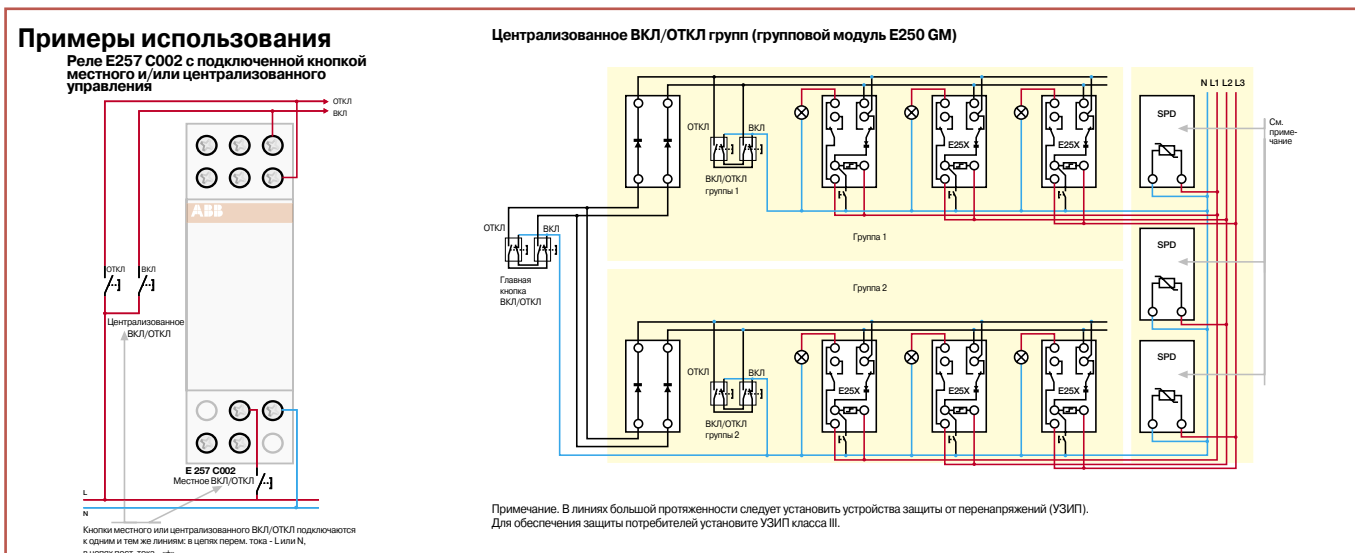 Примеры использования
Реле E257 C002 с подключенной кнопкой
местного и/или централизованного
управления
ОТКЛ
ВКЛ
ABB
ОТКЛ
ВКЛ
Централизованное
ВКЛ/ОТКЛ
E 257 C002
Местное ВКЛ/ОТКЛ
L
N
Кнопки местного или централизованного ВКЛ/ОТКЛ подключаются
к одним и тем же линиям: в цепях перем. тока - L или N,
в цепях пост. тока - «+»
Централизованное ВКЛ/ОТКЛ групп (групповой модуль E250 GM)
N L1 L2 L3
ОТКЛ
ВКЛ
ВКЛ/ОТКЛ
группы 1
E25X
E25X
E25X
SPD
См.
приме-
чание
ОТКЛ
ВКЛ
Главная
кнопка
ВКЛ/ОТКЛ
Группа 1
SPD
Группа 2
ОТКЛ
ВКЛ
ВКЛ/ОТКЛ
группы 2
E25X
E25X
E25X
SPD
Примечание. В линиях большой протяженности следует установить устройства защиты от перенапряжений (УЗИП).
Для обеспечения защиты потребителей установите УЗИП класса III.